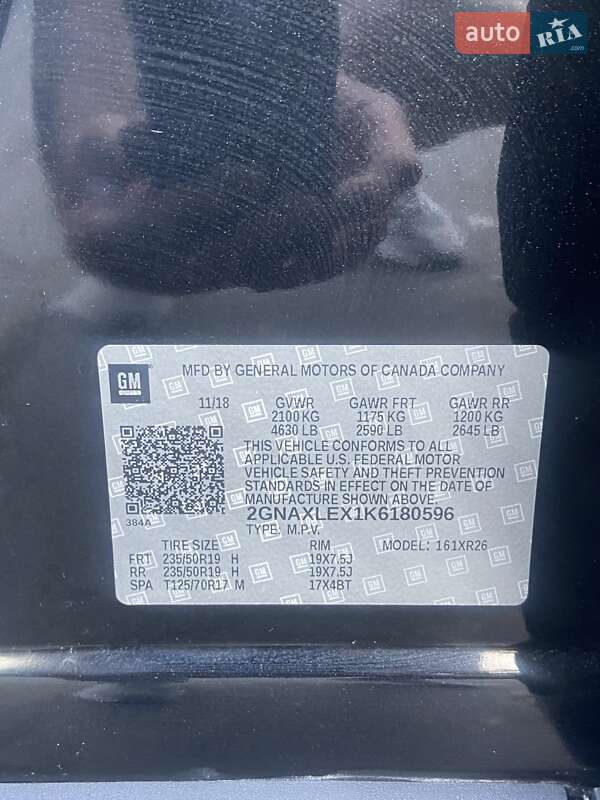 auto RIA.com
GM
MFD BY GENERAL MOTORS OF CANADA COMPANY
11/18 GVWR GAWR FRT GAWR RR
2100 KG 1175 KG 1200 KG
4630 LB 2590 LB 2645 LB
THIS VEHICLE CONFORMS TO ALL
APPLICABLE U.S. FEDERAL MOTOR
VEHICLE SAFETY AND THEFT PREVENTION
STANDARDS IN EFFECT ON THE DATE OF
MANUFACTURE SHOWN ABOVE.
384A
2GNAXLEX1K6180596
TYPE: M.P.V.
TIRE SIZE RIM MODEL: 161XR26
FRT 235/50R19 H 19X7.5J
RR 235/50R19 H 19X7.5J
SPA T125/70R17 M 17X4BT